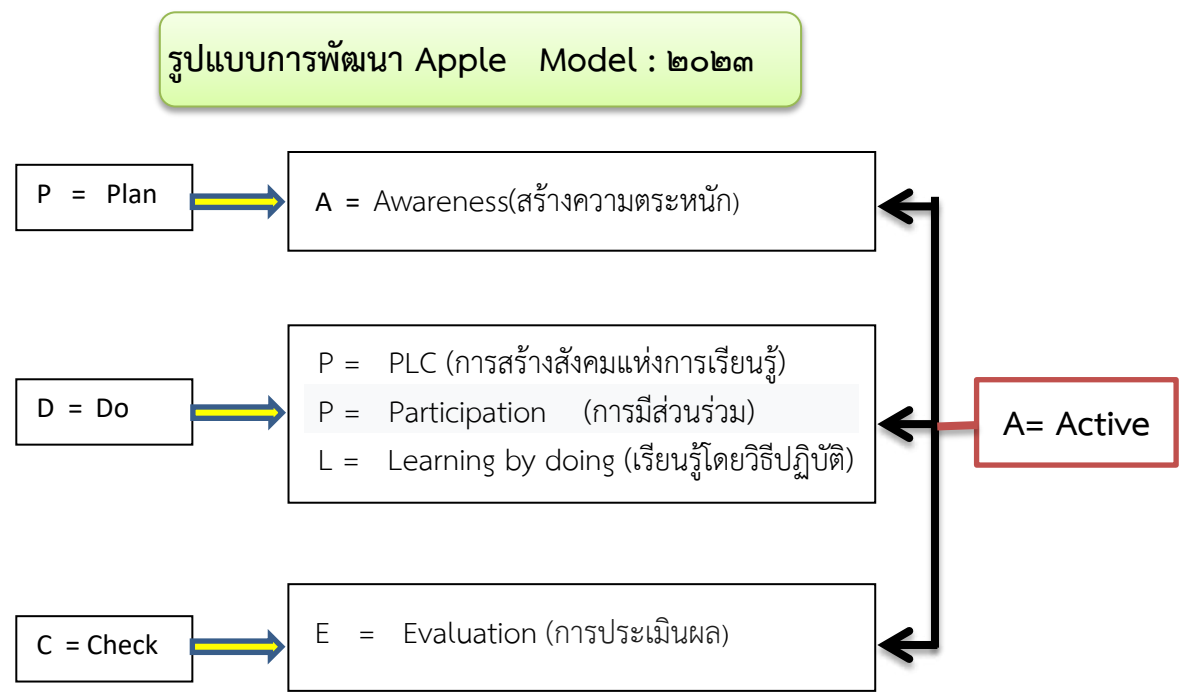 รูปแบบการพัฒนา Apple Model : ๒๐๒๓
P = Plan
A = Awareness(สร้างความตระหนัก)
D = Do
P = PLC (การสร้างสังคมแห่งการเรียนรู้)
P = Participation (การมีส่วนร่วม)
L = Learning by doing (เรียนรู้โดยวิธีปฏิบัติ)
A= Active
C = Check
E = Evaluation (การประเมินผล)